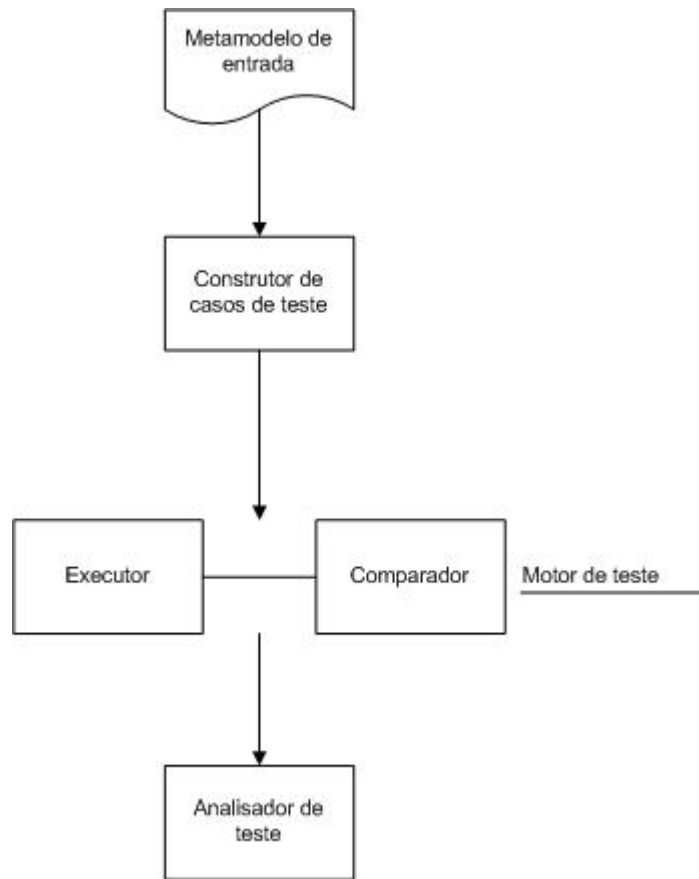 Metamodelo de
entrada
Construtor de
casos de teste
Executor
Comparador
Motor de teste
Analisador de
teste